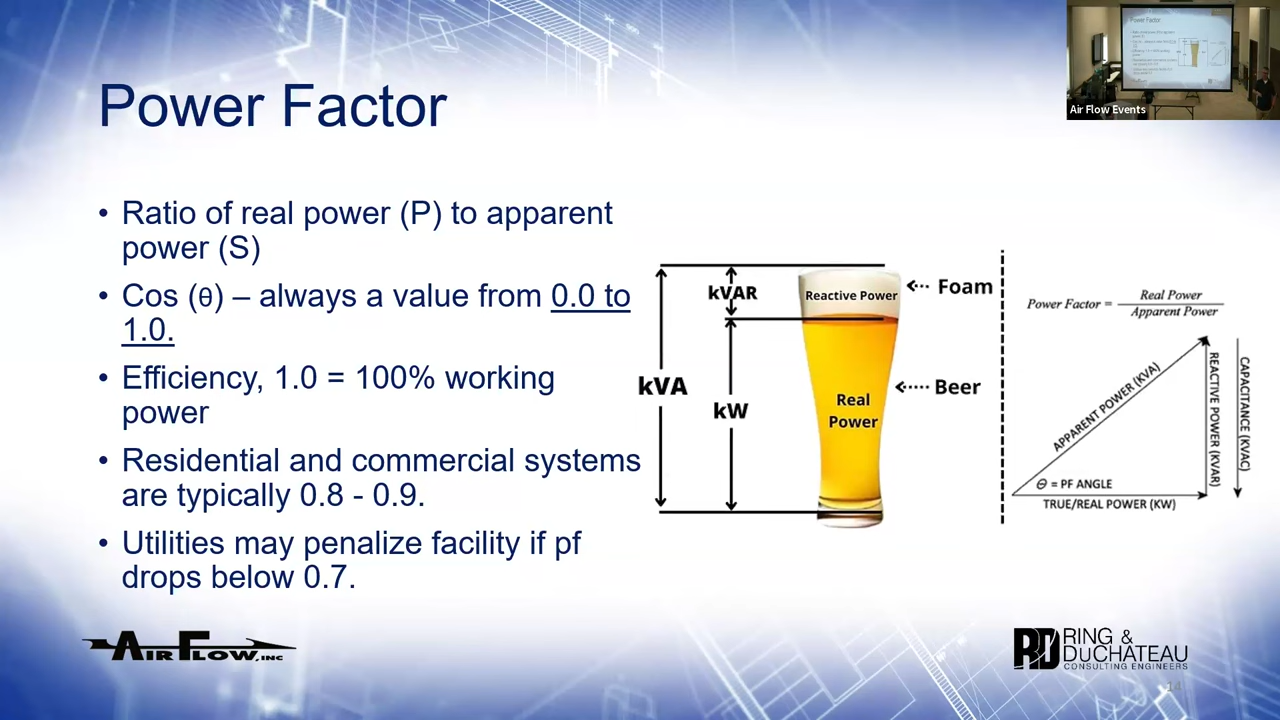 Power Factor
• Ratio of real power (P) to apparent
power (S)
• Cos (θ) – always a value from 0.0 to
1.0.
• Efficiency, 1.0 = 100% working
power
• Residential and commercial systems
are typically 0.8 - 0.9.
• Utilities may penalize facility if pf
drops below 0.7.
kVAR
kVA
kW
Reactive Power
Real
Power
Foam
Beer
Power Factor = Real Power
Apparent Power
APPARENT POWER (KVA)
REACTIVE POWER (KVAR)
CAPACITANCE (KVAC)
θ = PF ANGLE
TRUE/REAL POWER (KW)
AIR FLOW, INC
RD
RING &
DUCHATEAU
CONSULTING ENGINEERS
14
Power Factor
Air Flow Events